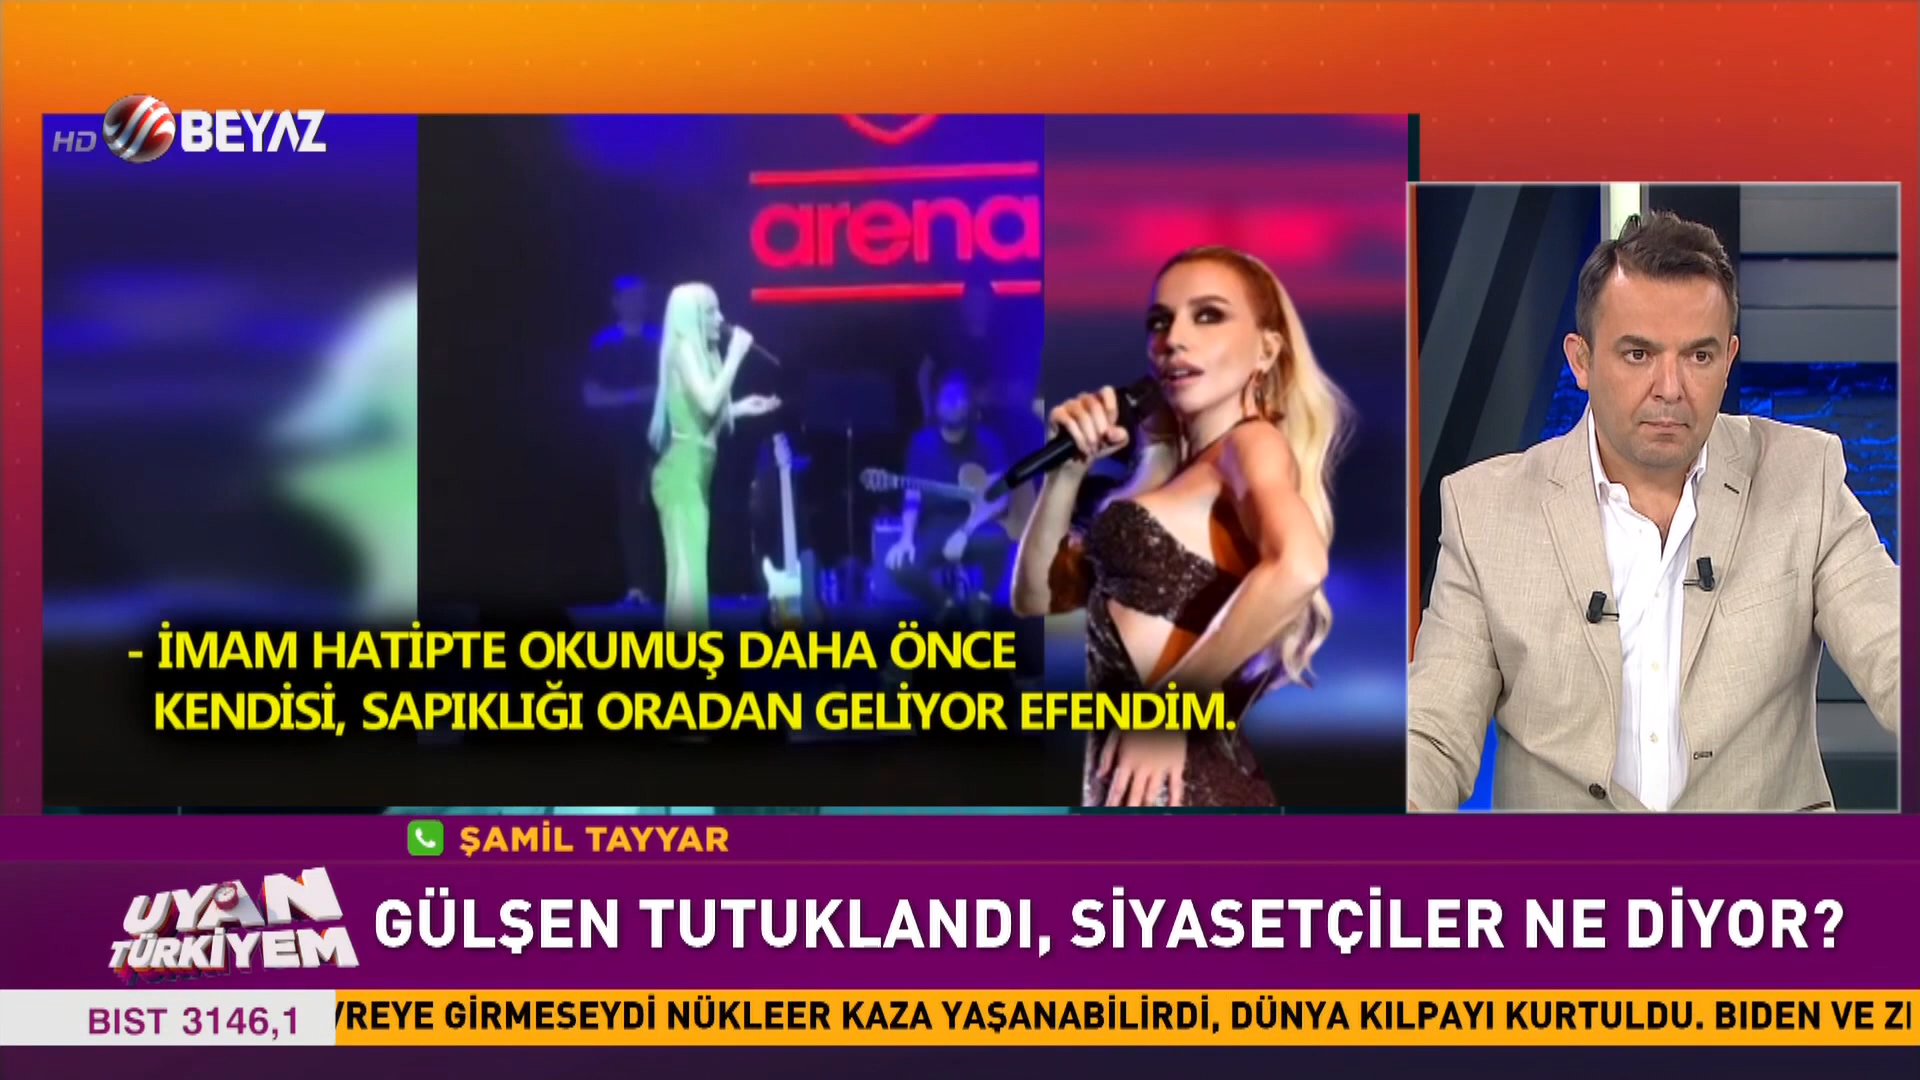 HD BEYAZ
arena
- İMAM HATİPTE OKUMUŞ DAHA ÖNCE
KENDİSİ, SAPIKLIĞI ORADAN GELİYOR EFENDİM.
ŞAMİL TAYYAR
UYAN
TÜRKİYEM
GÜLŞEN TUTUKLANDI, SİYASETÇİLER NE DİYOR?
BIST 3146,1
VREYE GİRMESEYDİ NÜKLEER KAZA YAŞANABİLİRDİ, DÜNYA KILPAYI KURTULDU. BIDEN VE